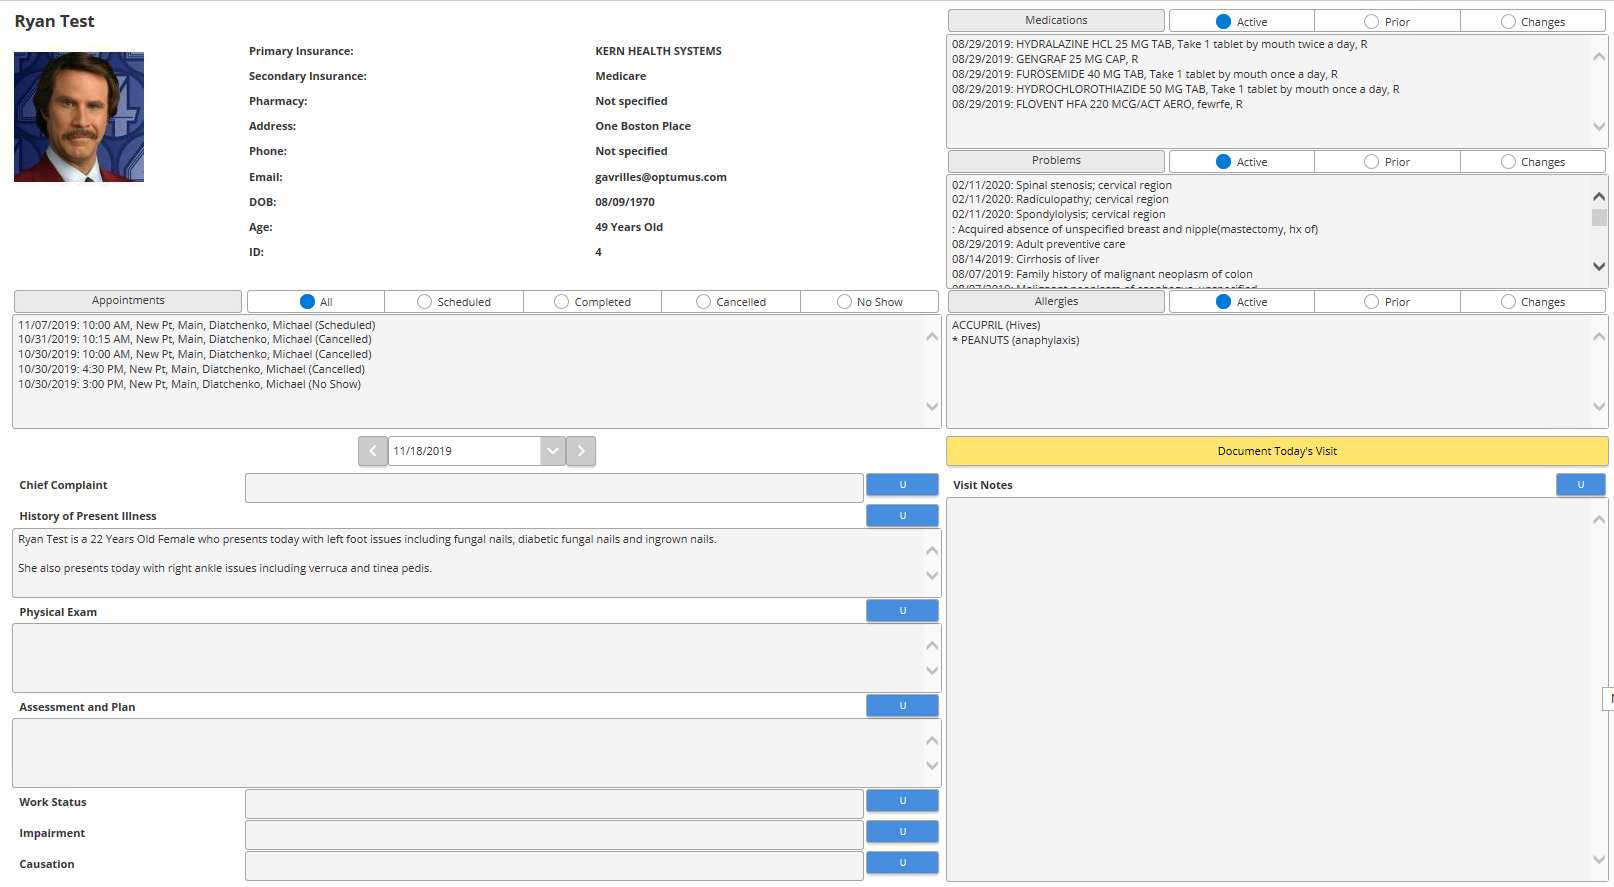 Ryan Test
Primary Insurance: KERN HEALTH SYSTEMS
Secondary Insurance: Medicare
Pharmacy: Not specified
Address: One Boston Place
Phone: Not specified
Email: gavrilles@optumus.com
DOB: 08/09/1970
Age: 49 Years Old
ID: 4
Medications Active Prior Changes
08/29/2019: HYDRALAZINE HCL 25 MG TAB, Take 1 tablet by mouth twice a day, R
08/29/2019: GENGRAF 25 MG CAP, R
08/29/2019: FUROSEMIDE 40 MG TAB, Take 1 tablet by mouth once a day, R
08/29/2019: HYDROCHLOROTHIAZIDE 50 MG TAB, Take 1 tablet by mouth once a day, R
08/29/2019: FLOVENT HFA 220 MCG/ACT AERO, fewrfe, R
Problems Active Prior Changes
02/11/2020: Spinal stenosis; cervical region
02/11/2020: Radiculopathy; cervical region
02/11/2020: Spondylolysis; cervical region
: Acquired absence of unspecified breast and nipple(mastectomy, hx of)
08/29/2019: Adult preventive care
08/14/2019: Cirrhosis of liver
08/07/2019: Family history of malignant neoplasm of colon
Appointments All Scheduled Completed Cancelled No Show
11/07/2019: 10:00 AM, New Pt, Main, Diatchenko, Michael (Scheduled)
10/31/2019: 10:15 AM, New Pt, Main, Diatchenko, Michael (Cancelled)
10/30/2019: 10:00 AM, New Pt, Main, Diatchenko, Michael (Cancelled)
10/30/2019: 4:30 PM, New Pt, Main, Diatchenko, Michael (Cancelled)
10/30/2019: 3:00 PM, New Pt, Main, Diatchenko, Michael (No Show)
Allergies Active Prior Changes
ACCUPRIL (Hives)
* PEANUTS (anaphylaxis)
11/18/2019
Document Today's Visit
Chief Complaint U
History of Present Illness U
Ryan Test is a 22 Years Old Female who presents today with left foot issues including fungal nails, diabetic fungal nails and ingrown nails.
She also presents today with right ankle issues including verruca and tinea pedis.
Physical Exam U
Assessment and Plan U
Work Status U
Impairment U
Causation U
Visit Notes U